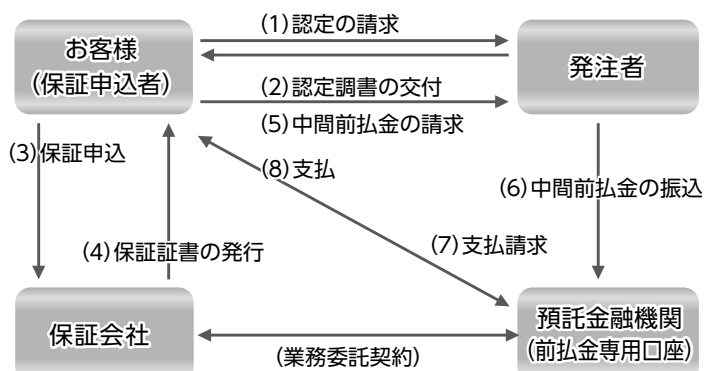 (1)認定の請求
お客様
(保証申込者)
発注者
(2)認定調書の交付
(5)中間前払金の請求
(3)保証申込
(8)支払
(6)中間前払金の振込
(4)保証証書の発行
(7)支払請求
保証会社
預託金融機関
(前払金専用口座)
(業務委託契約)